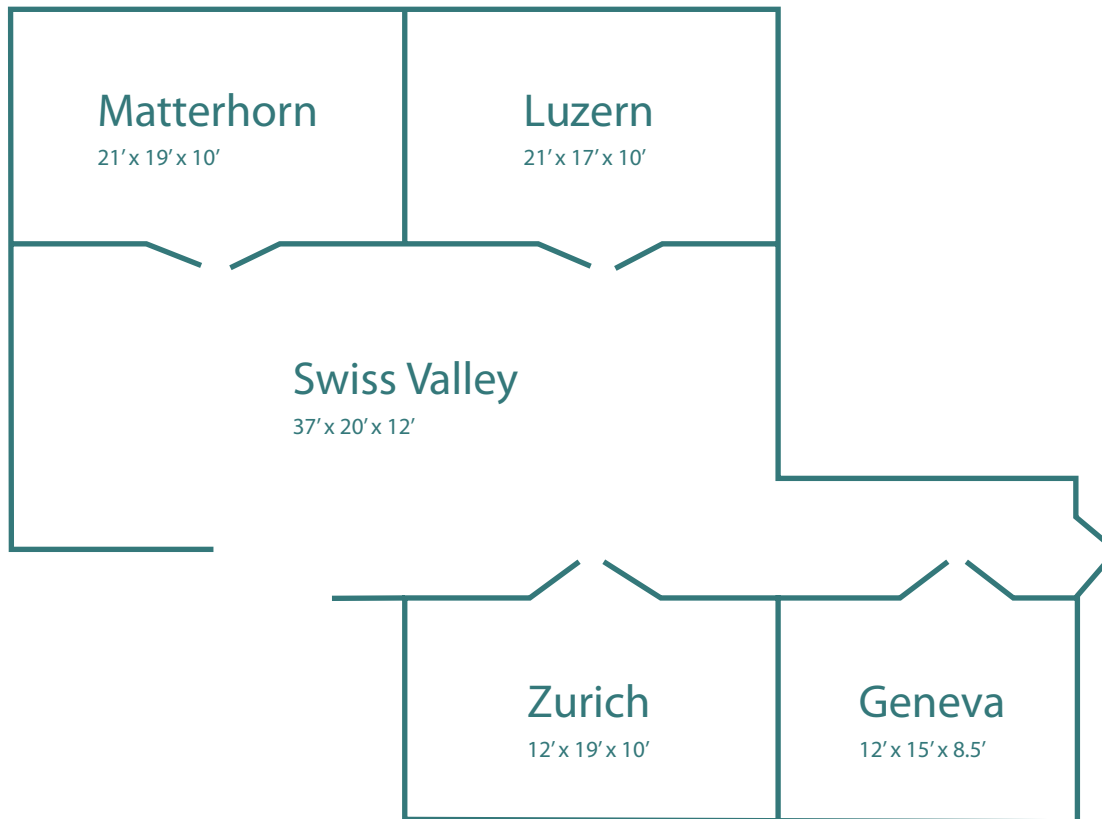 Matterhorn
21’ x 19’ x 10’
Luzern
21’ x 17’ x 10’
Swiss Valley
37’ x 20’ x 12’
Zurich
12’ x 19’ x 10’
Geneva
12’ x 15’ x 8.5’